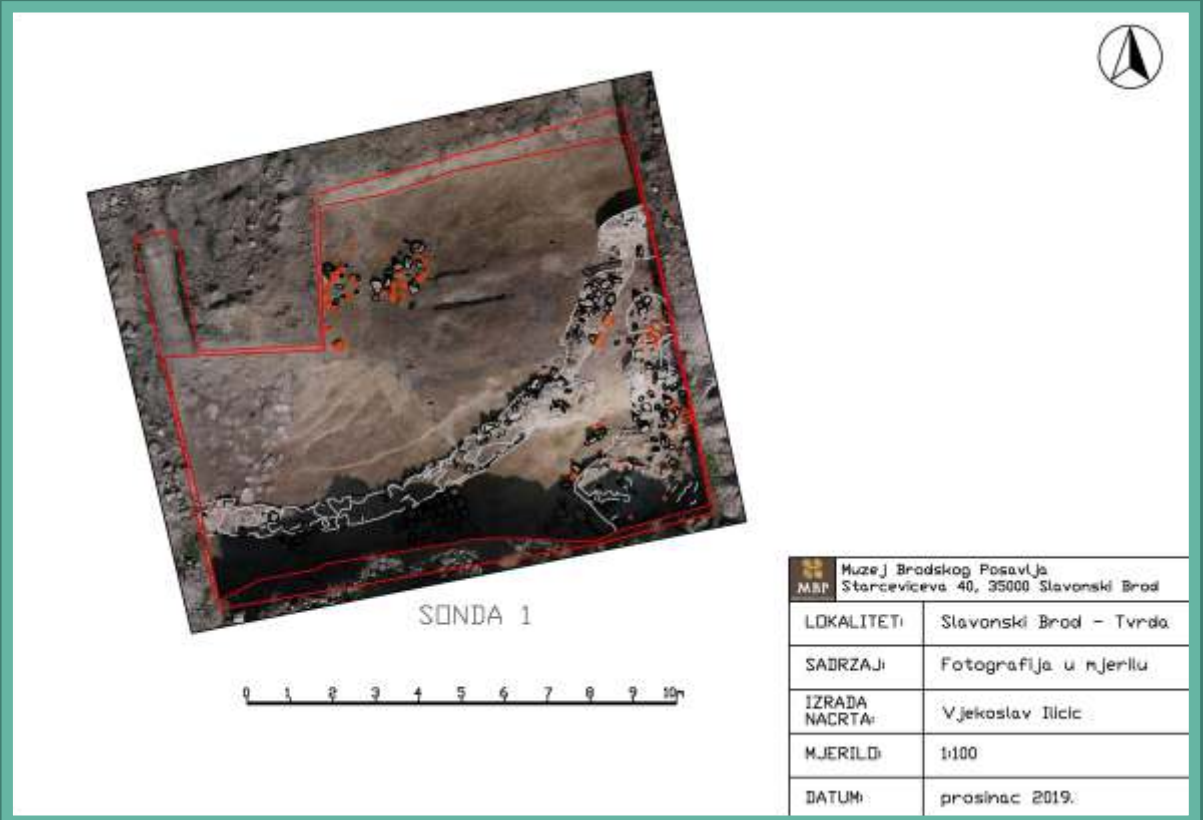 SONDA 1
0 1 2 3 4 5 6 7 8 9 10m
MBP
Muzej Brodskog Posavlja
Starceviceva 40, 35000 Slavonski Brod
LOKALITET: Slavonski Brod - Tvrda
SADRZAJ: Fotografija u mjerilu
IZRADA
NACRTA: Vjekoslav Ilicic
MJERILO: 1:100
DATUM: prosinac 2019.